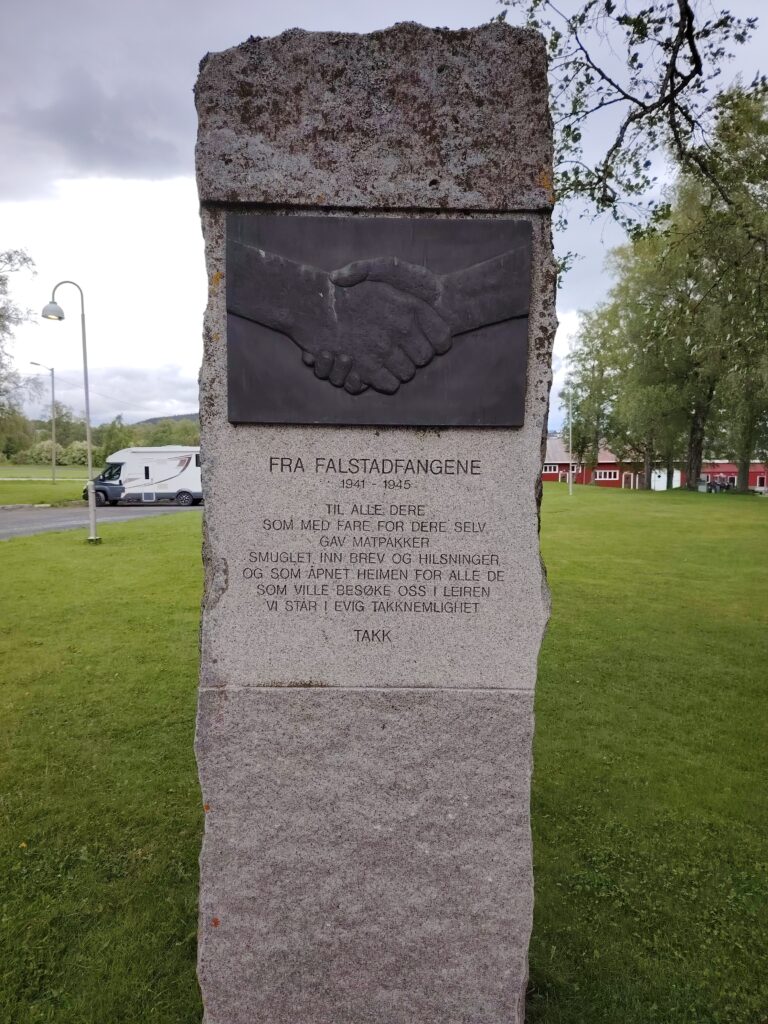 FRA FALSTADFANGENE
1941 - 1945
TIL ALLE DERE
SOM MED FARE FOR DERE SELV,
GAV MATPAKKER
SMUGLET INN BREV OG HILSNINGER
OG SOM ÅPNET HEIMEN FOR ALLE DE
SOM VILLE BESØKE OSS I LEIREN
VI STÅR I EVIG TAKKNEMLIGHET
TAKK